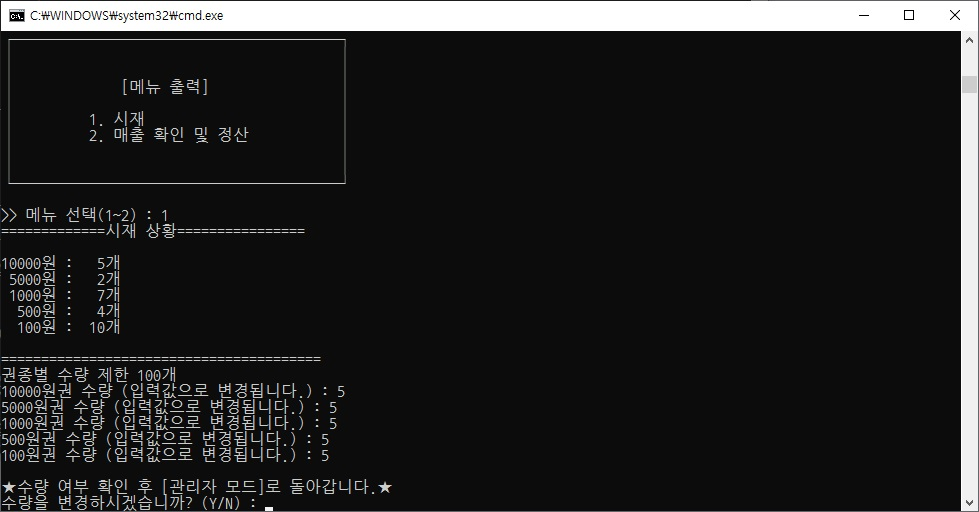 C:\WINDOWS\system32\cmd.exe
[메뉴 출력]
1. 시재
2. 매출 확인 및 정산
>> 메뉴 선택(1~2) : 1
=============시재 상황================
10000원 :   5개
5000원 :   2개
1000원 :   7개
500원 :   4개
100원 :  10개
========================================
권종별 수량 제한 100개
10000원권 수량 (입력값으로 변경됩니다.) : 5
5000원권 수량 (입력값으로 변경됩니다.) : 5
1000원권 수량 (입력값으로 변경됩니다.) : 5
500원권 수량 (입력값으로 변경됩니다.) : 5
100원권 수량 (입력값으로 변경됩니다.) : 5
★수량 여부 확인 후 [관리자 모드]로 돌아갑니다.★
수량을 변경하시겠습니까? (Y/N) :